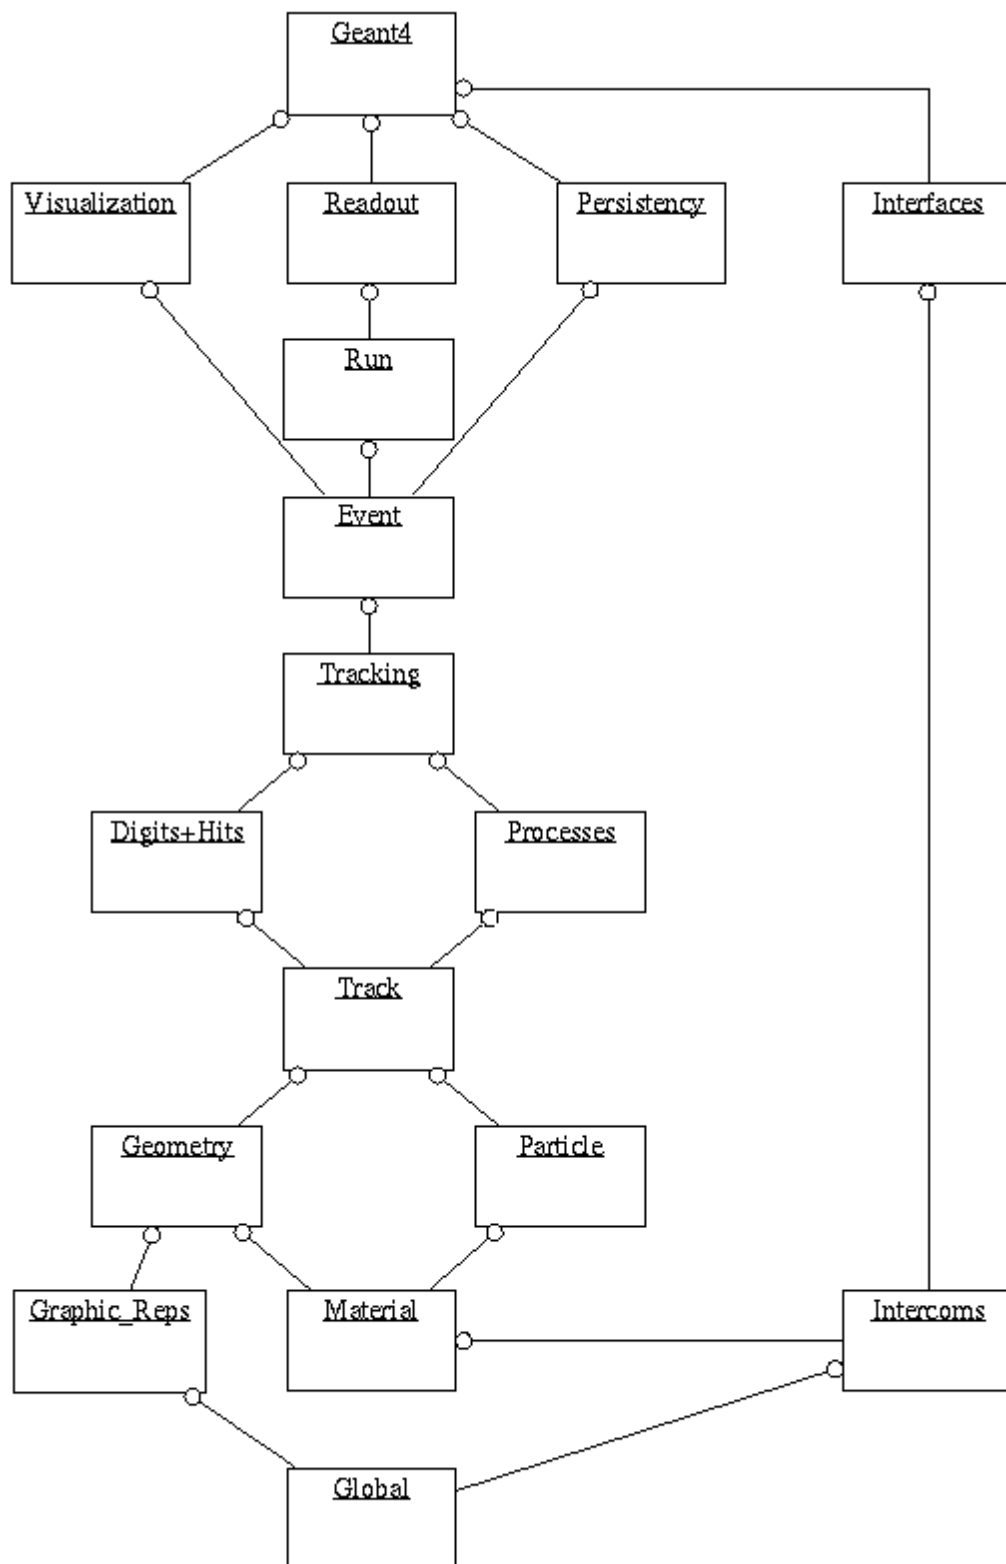 Geant4
Visualization
Readout
Persistency
Interfaces
Run
Event
Tracking
Digits+Hits
Processes
Track
Geometry
Particle
Graphic_Reps
Material
Intercoms
Global